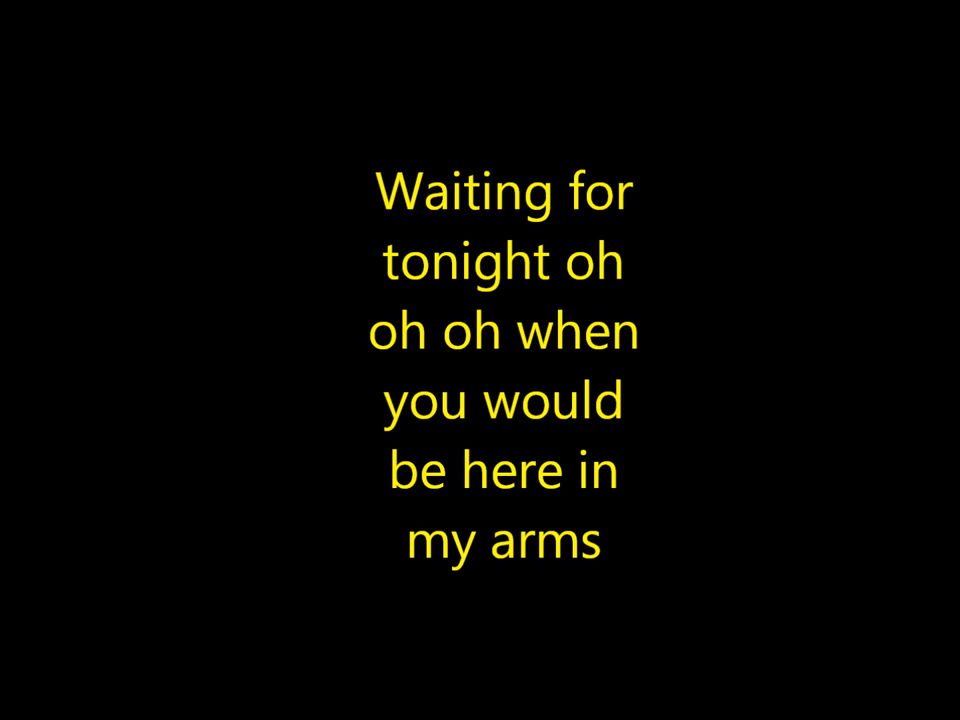 Waiting for
tonight oh
oh oh when
you would
be here in
my arms